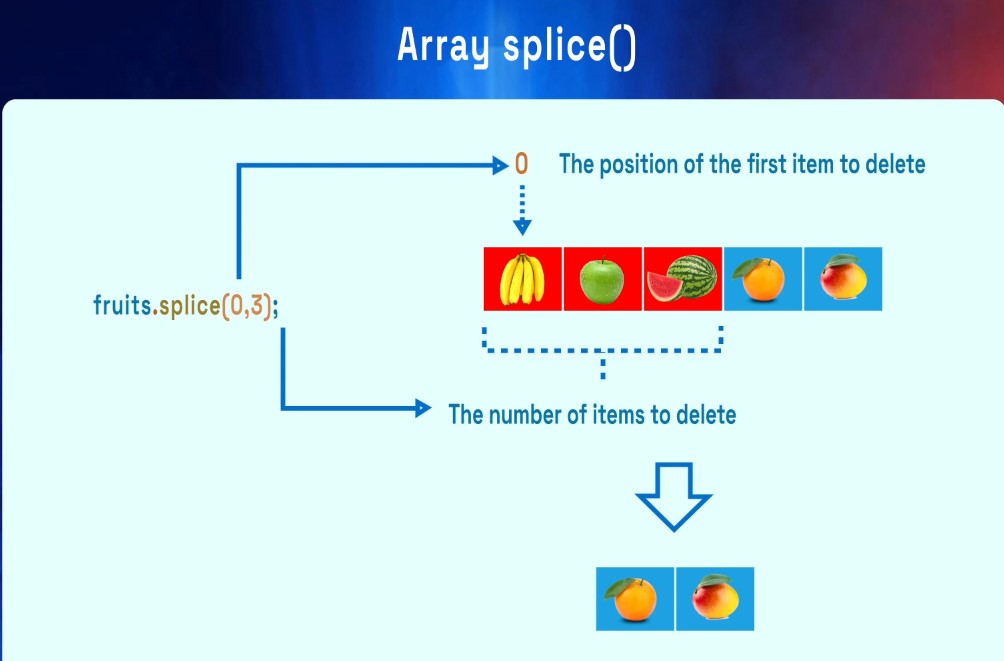 Array splice()
0 The position of the first item to delete
fruits.splice(0,3);
The number of items to delete